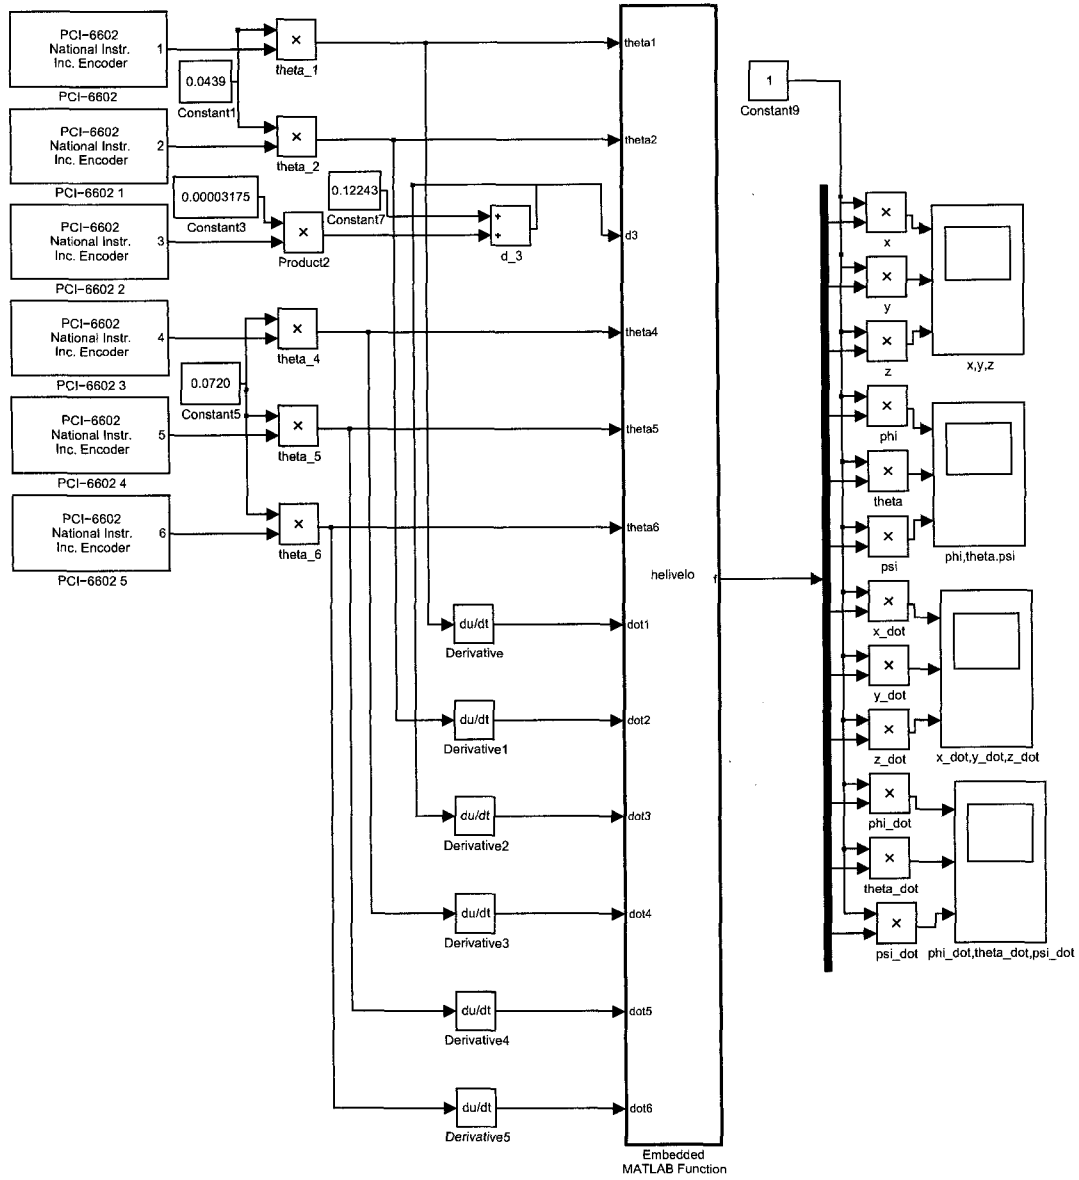 PCI-6602
National Instr.
Inc. Encoder
1
PCI-6602
0.0439
Constant1
×
theta_1
PCI-6602
National Instr.
Inc. Encoder
2
PCI-6602 1
×
theta_2
0.00003175
Constant3
PCI-6602
National Instr.
Inc. Encoder
3
PCI-6602 2
×
Product2
0.12243
Constant7
+
+
d_3
PCI-6602
National Instr.
Inc. Encoder
4
PCI-6602 3
×
theta_4
0.0720
Constant5
PCI-6602
National Instr.
Inc. Encoder
5
PCI-6602 4
×
theta_5
PCI-6602
National Instr.
Inc. Encoder
6
PCI-6602 5
×
theta_6
du/dt
Derivative
du/dt
Derivative1
du/dt
Derivative2
du/dt
Derivative3
du/dt
Derivative4
du/dt
Derivative5
theta1
theta2
d3
theta4
theta5
theta6
helivelo
f
dot1
dot2
dot3
dot4
dot5
dot6
Embedded
MATLAB Function
1
Constant9
×
x
×
y
×
z
x,y,z
×
phi
×
theta
×
psi
phi,theta.psi
×
x_dot
×
y_dot
×
z_dot
x_dot,y_dot,z_dot
×
phi_dot
×
theta_dot
×
psi_dot
phi_dot,theta_dot,psi_dot